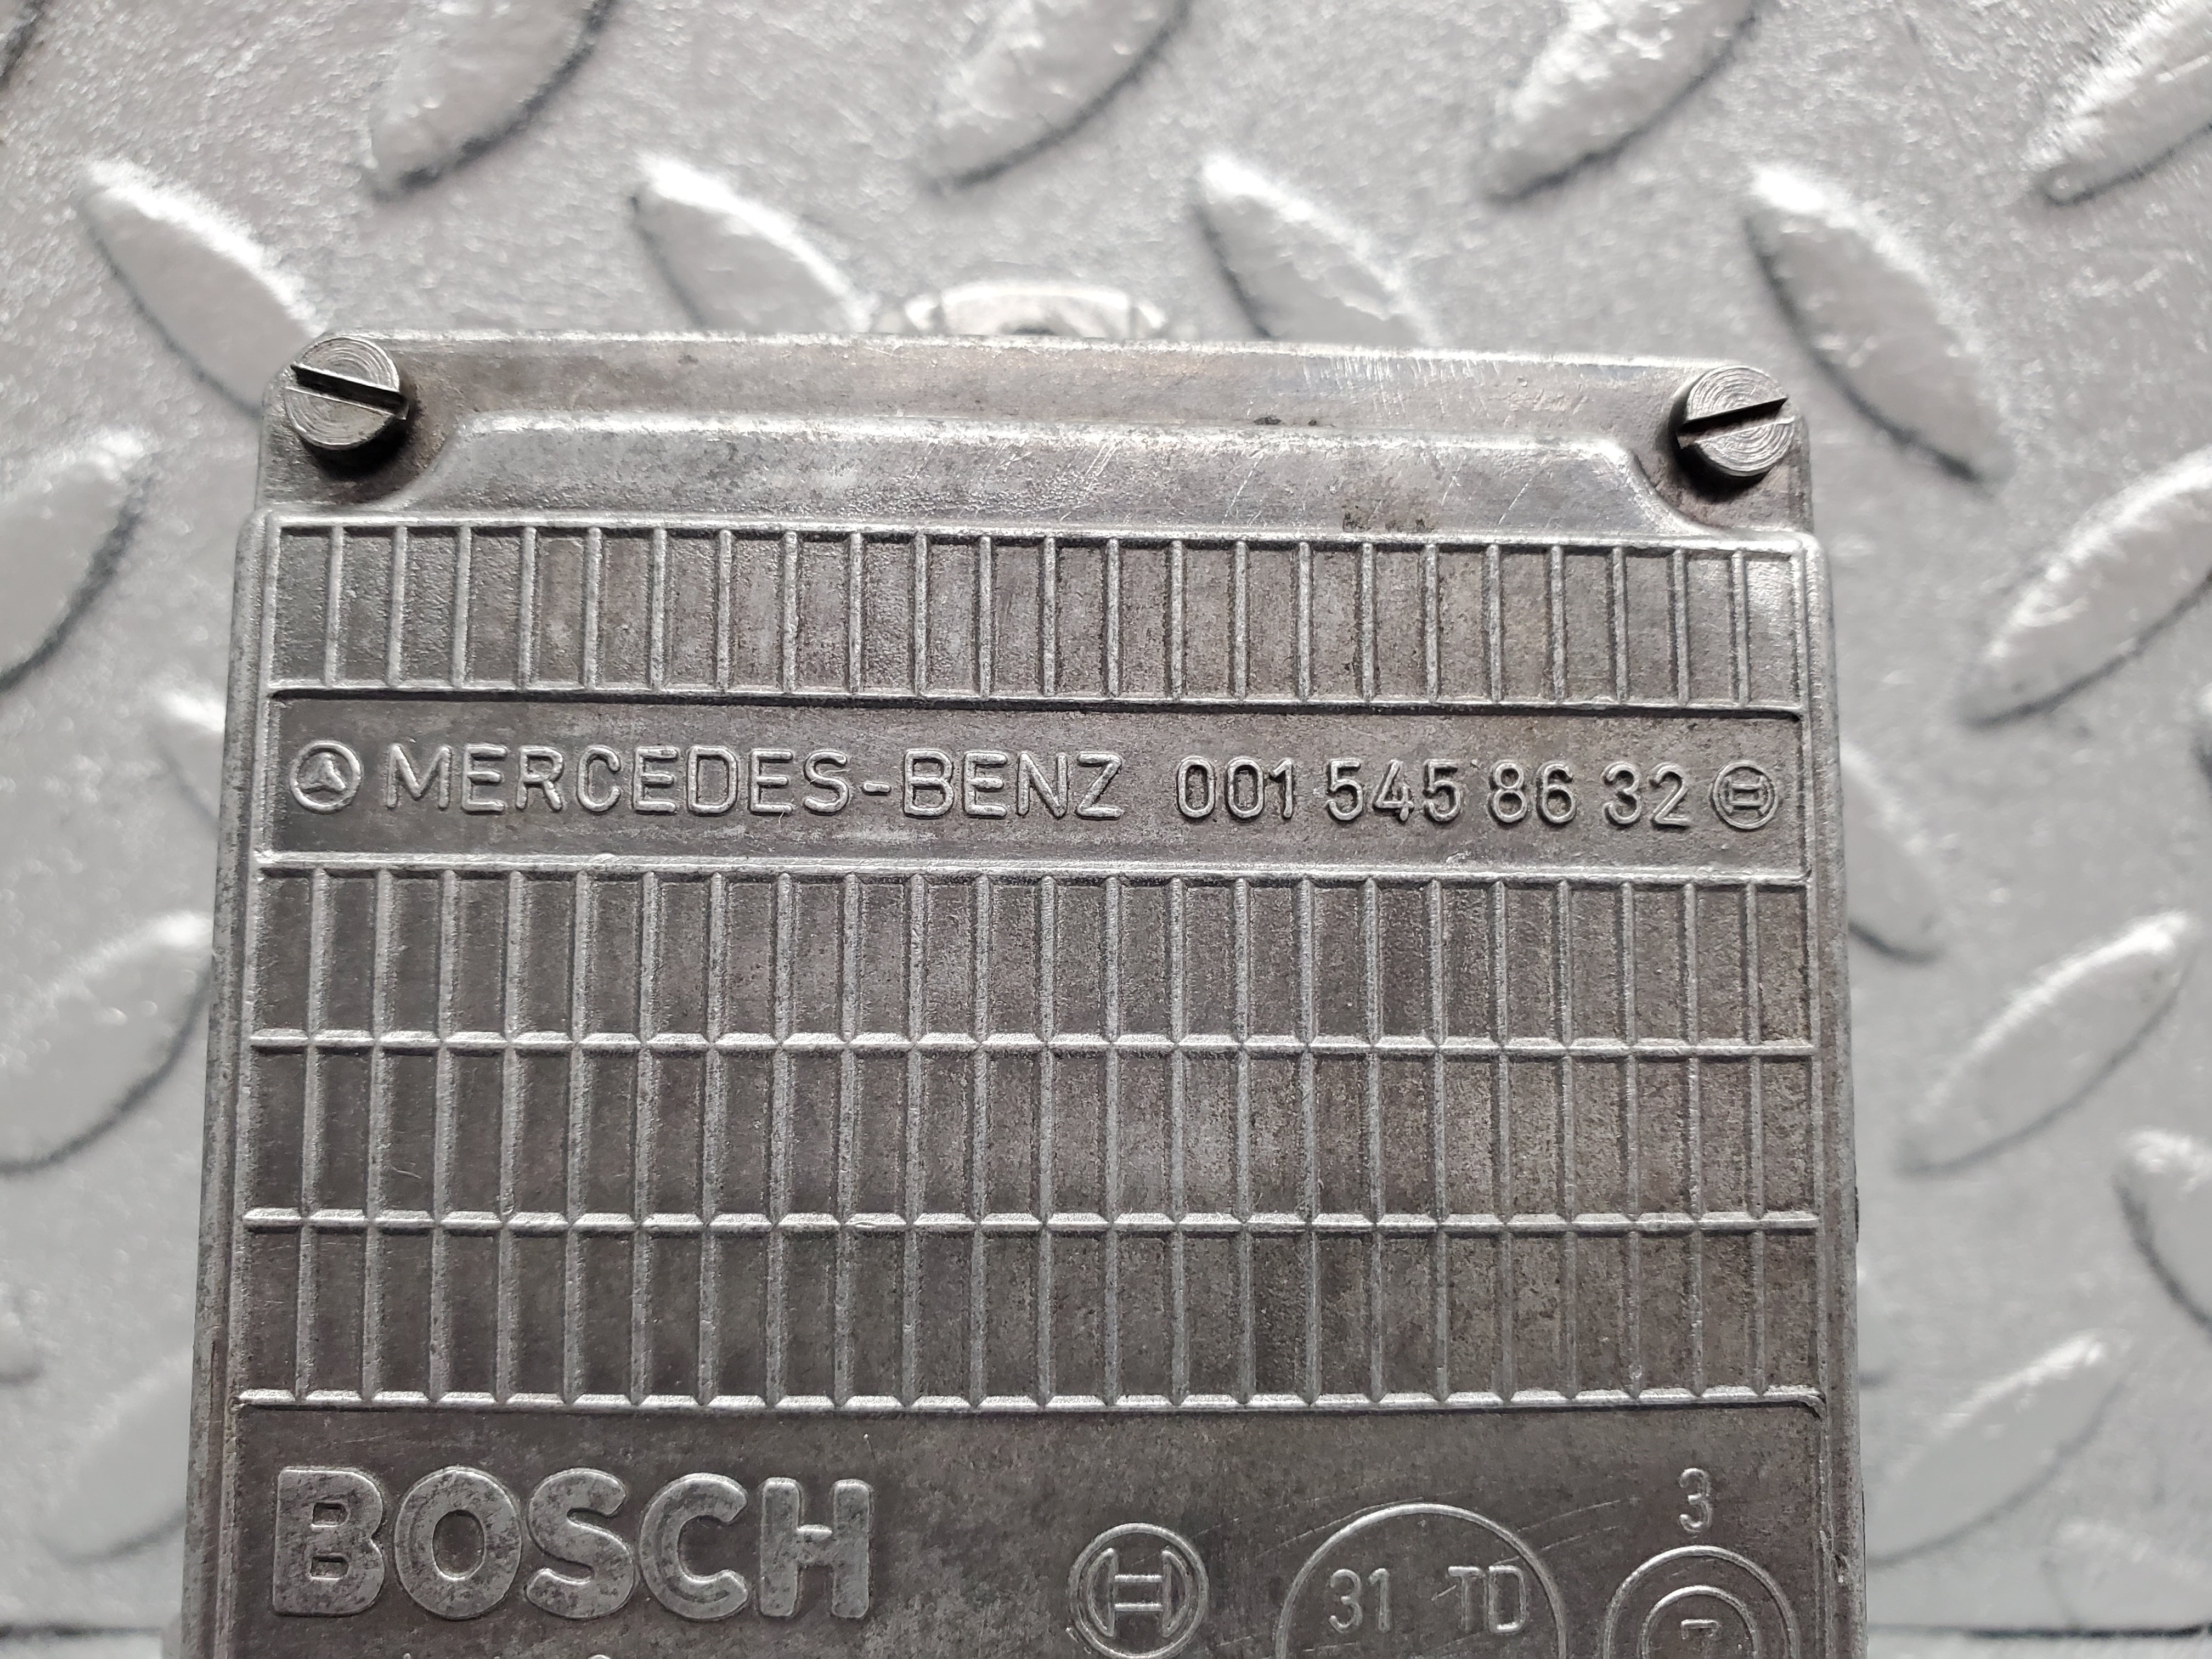 MERCEDES-BENZ 001 545 86 32
BOSCH
3
31 TD